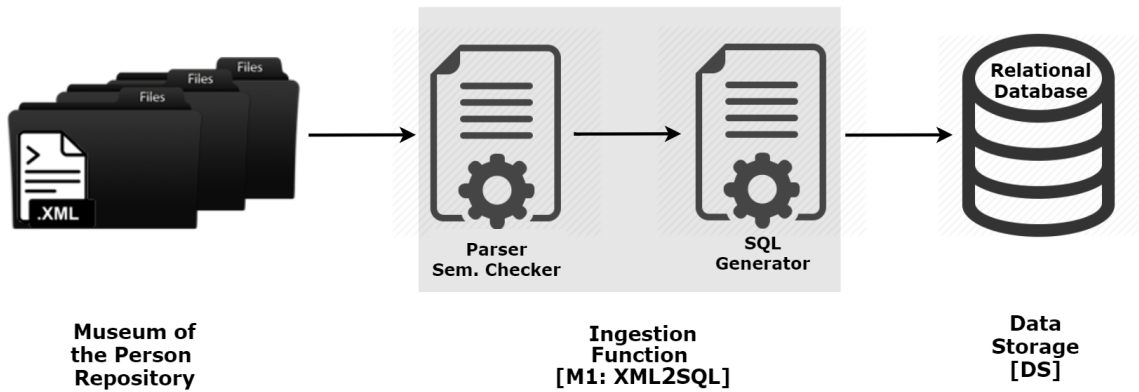 Files
Files
Files
>
.XML
Parser
Sem. Checker
SQL
Generator
Relational
Database
Museum of
the Person
Repository
Ingestion
Function
[M1: XML2SQL]
Data
Storage
[DS]